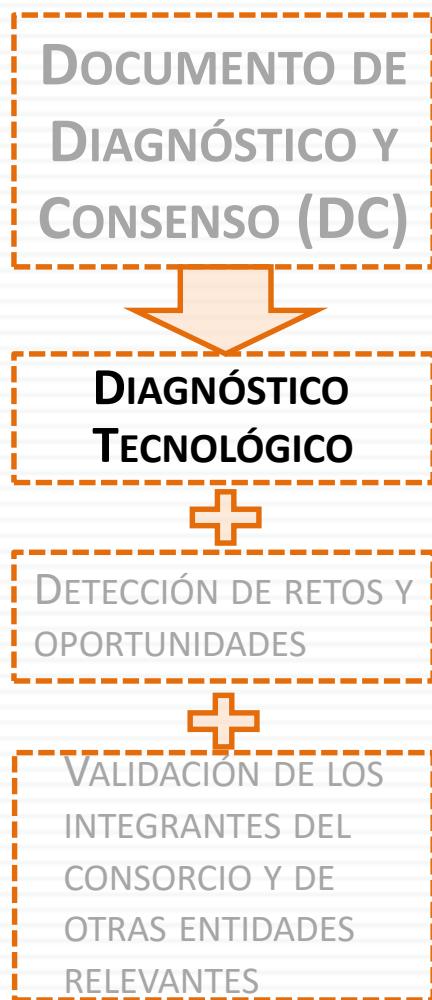 DOCUMENTO DE
DIAGNÓSTICO Y
CONSENSO (DC)
DIAGNÓSTICO
TECNOLÓGICO
DETECCIÓN DE RETOS Y
OPORTUNIDADES
VALIDACIÓN DE LOS
INTEGRANTES DEL
CONSORCIO Y DE
OTRAS ENTIDADES
RELEVANTES